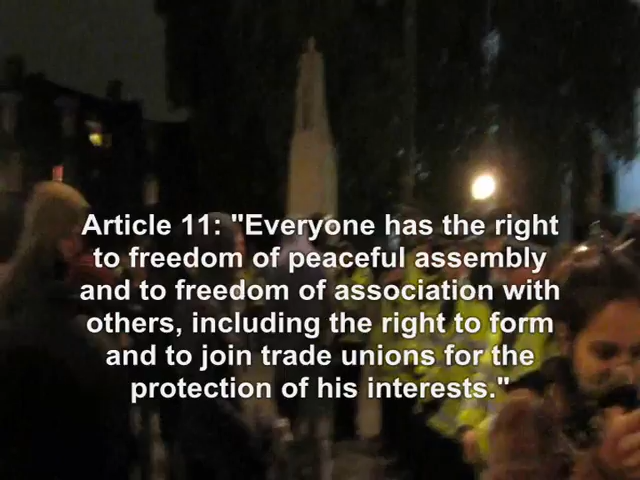 Article 11: "Everyone has the right
to freedom of peaceful assembly
and to freedom of association with
others, including the right to form
and to join trade unions for the
protection of his interests."